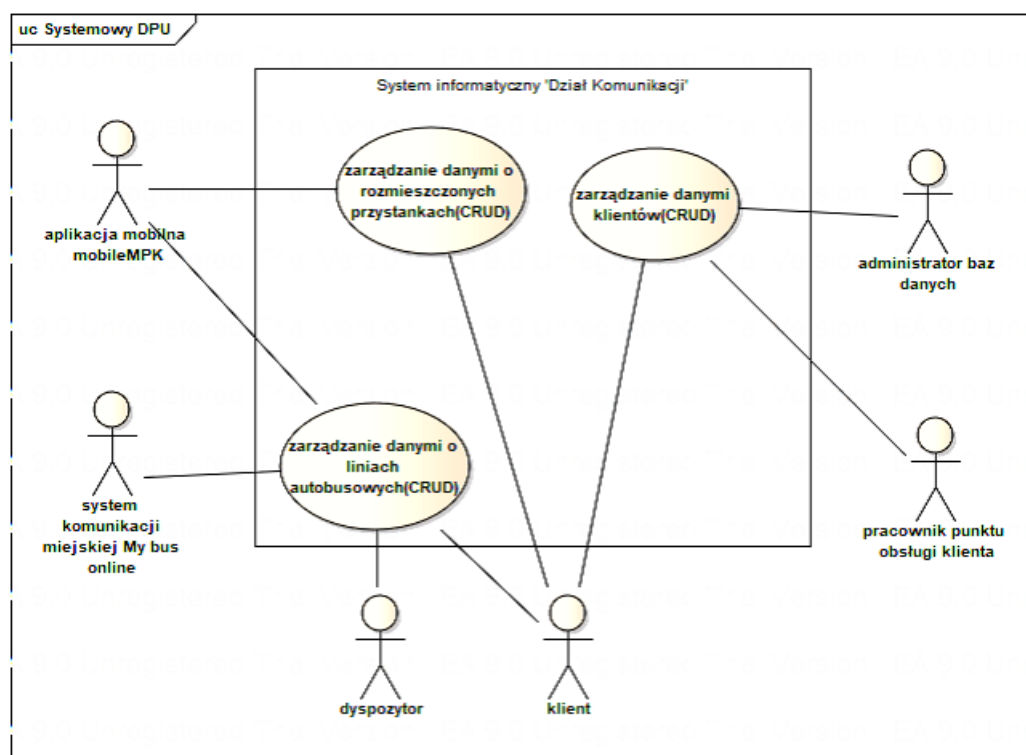 uc Systemowy DPU
System informatyczny "Dział Komunikacji"
zarządzanie danymi o
rozmieszczonych
przystankach(CRUD)
zarządzanie danymi
klientów(CRUD)
aplikacja mobilna
mobileMPK
administrator baz
danych
zarządzanie danymi o
liniach
autobusowych(CRUD)
system
komunikacji
miejskiej My bus
online
pracownik punktu
obsługi klienta
dyspozytor
klient